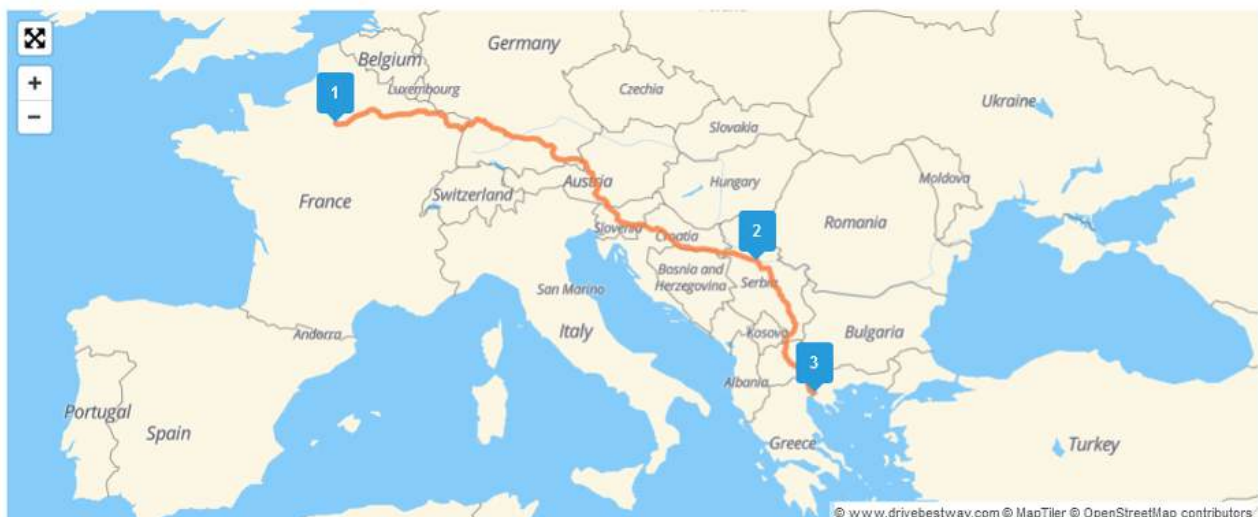 Germany
Belgium
+
1
Luxembourg
Czechia
Ukraine
−
Slovakia
Moldova
Austria
Hungary
France
Switzerland
Romania
Slovenia
2
Croatia
Bosnia and
Herzegovina
Serbia
San Marino
Italy
Andorra
Kosovo
Bulgaria
3
Albania
Portugal
Spain
Greece
Turkey
© www.drivebestway.com © MapTiler © OpenStreetMap contributors